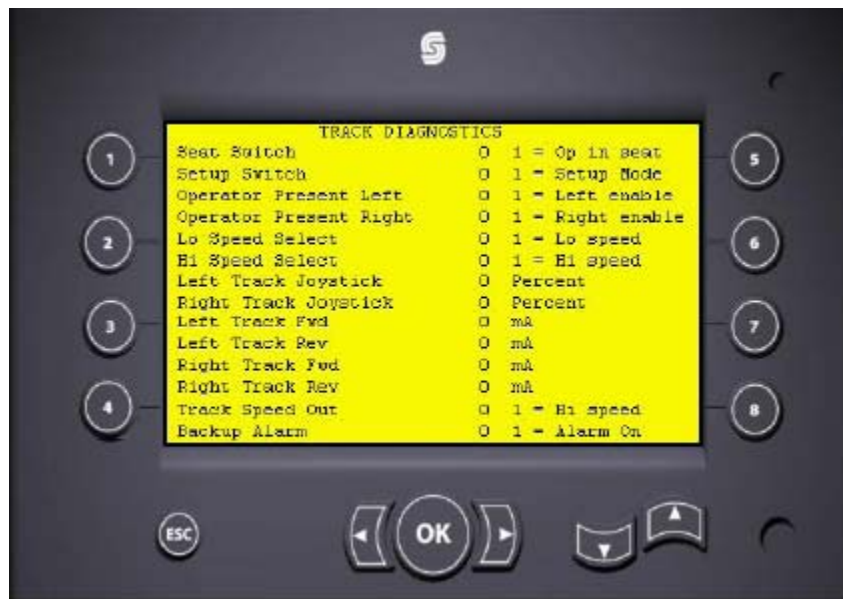 TRACK DIAGNOSTICS
Seat Switch 0 1 = Op in seat
Setup Switch 0 1 = Setup Mode
Operator Present Left 0 1 = Left enable
Operator Present Right 0 1 = Right enable
Lo Speed Select 0 1 = Lo speed
Hi Speed Select 0 1 = Hi speed
Left Track Joystick 0 Percent
Right Track Joystick 0 Percent
Left Track Fwd 0 mA
Left Track Rev 0 mA
Right Track Fwd 0 mA
Right Track Rev 0 mA
Track Speed Out 0 1 = Hi speed
Backup Alarm 0 1 = Alarm On
1
2
3
4
5
6
7
8
ESC
OK